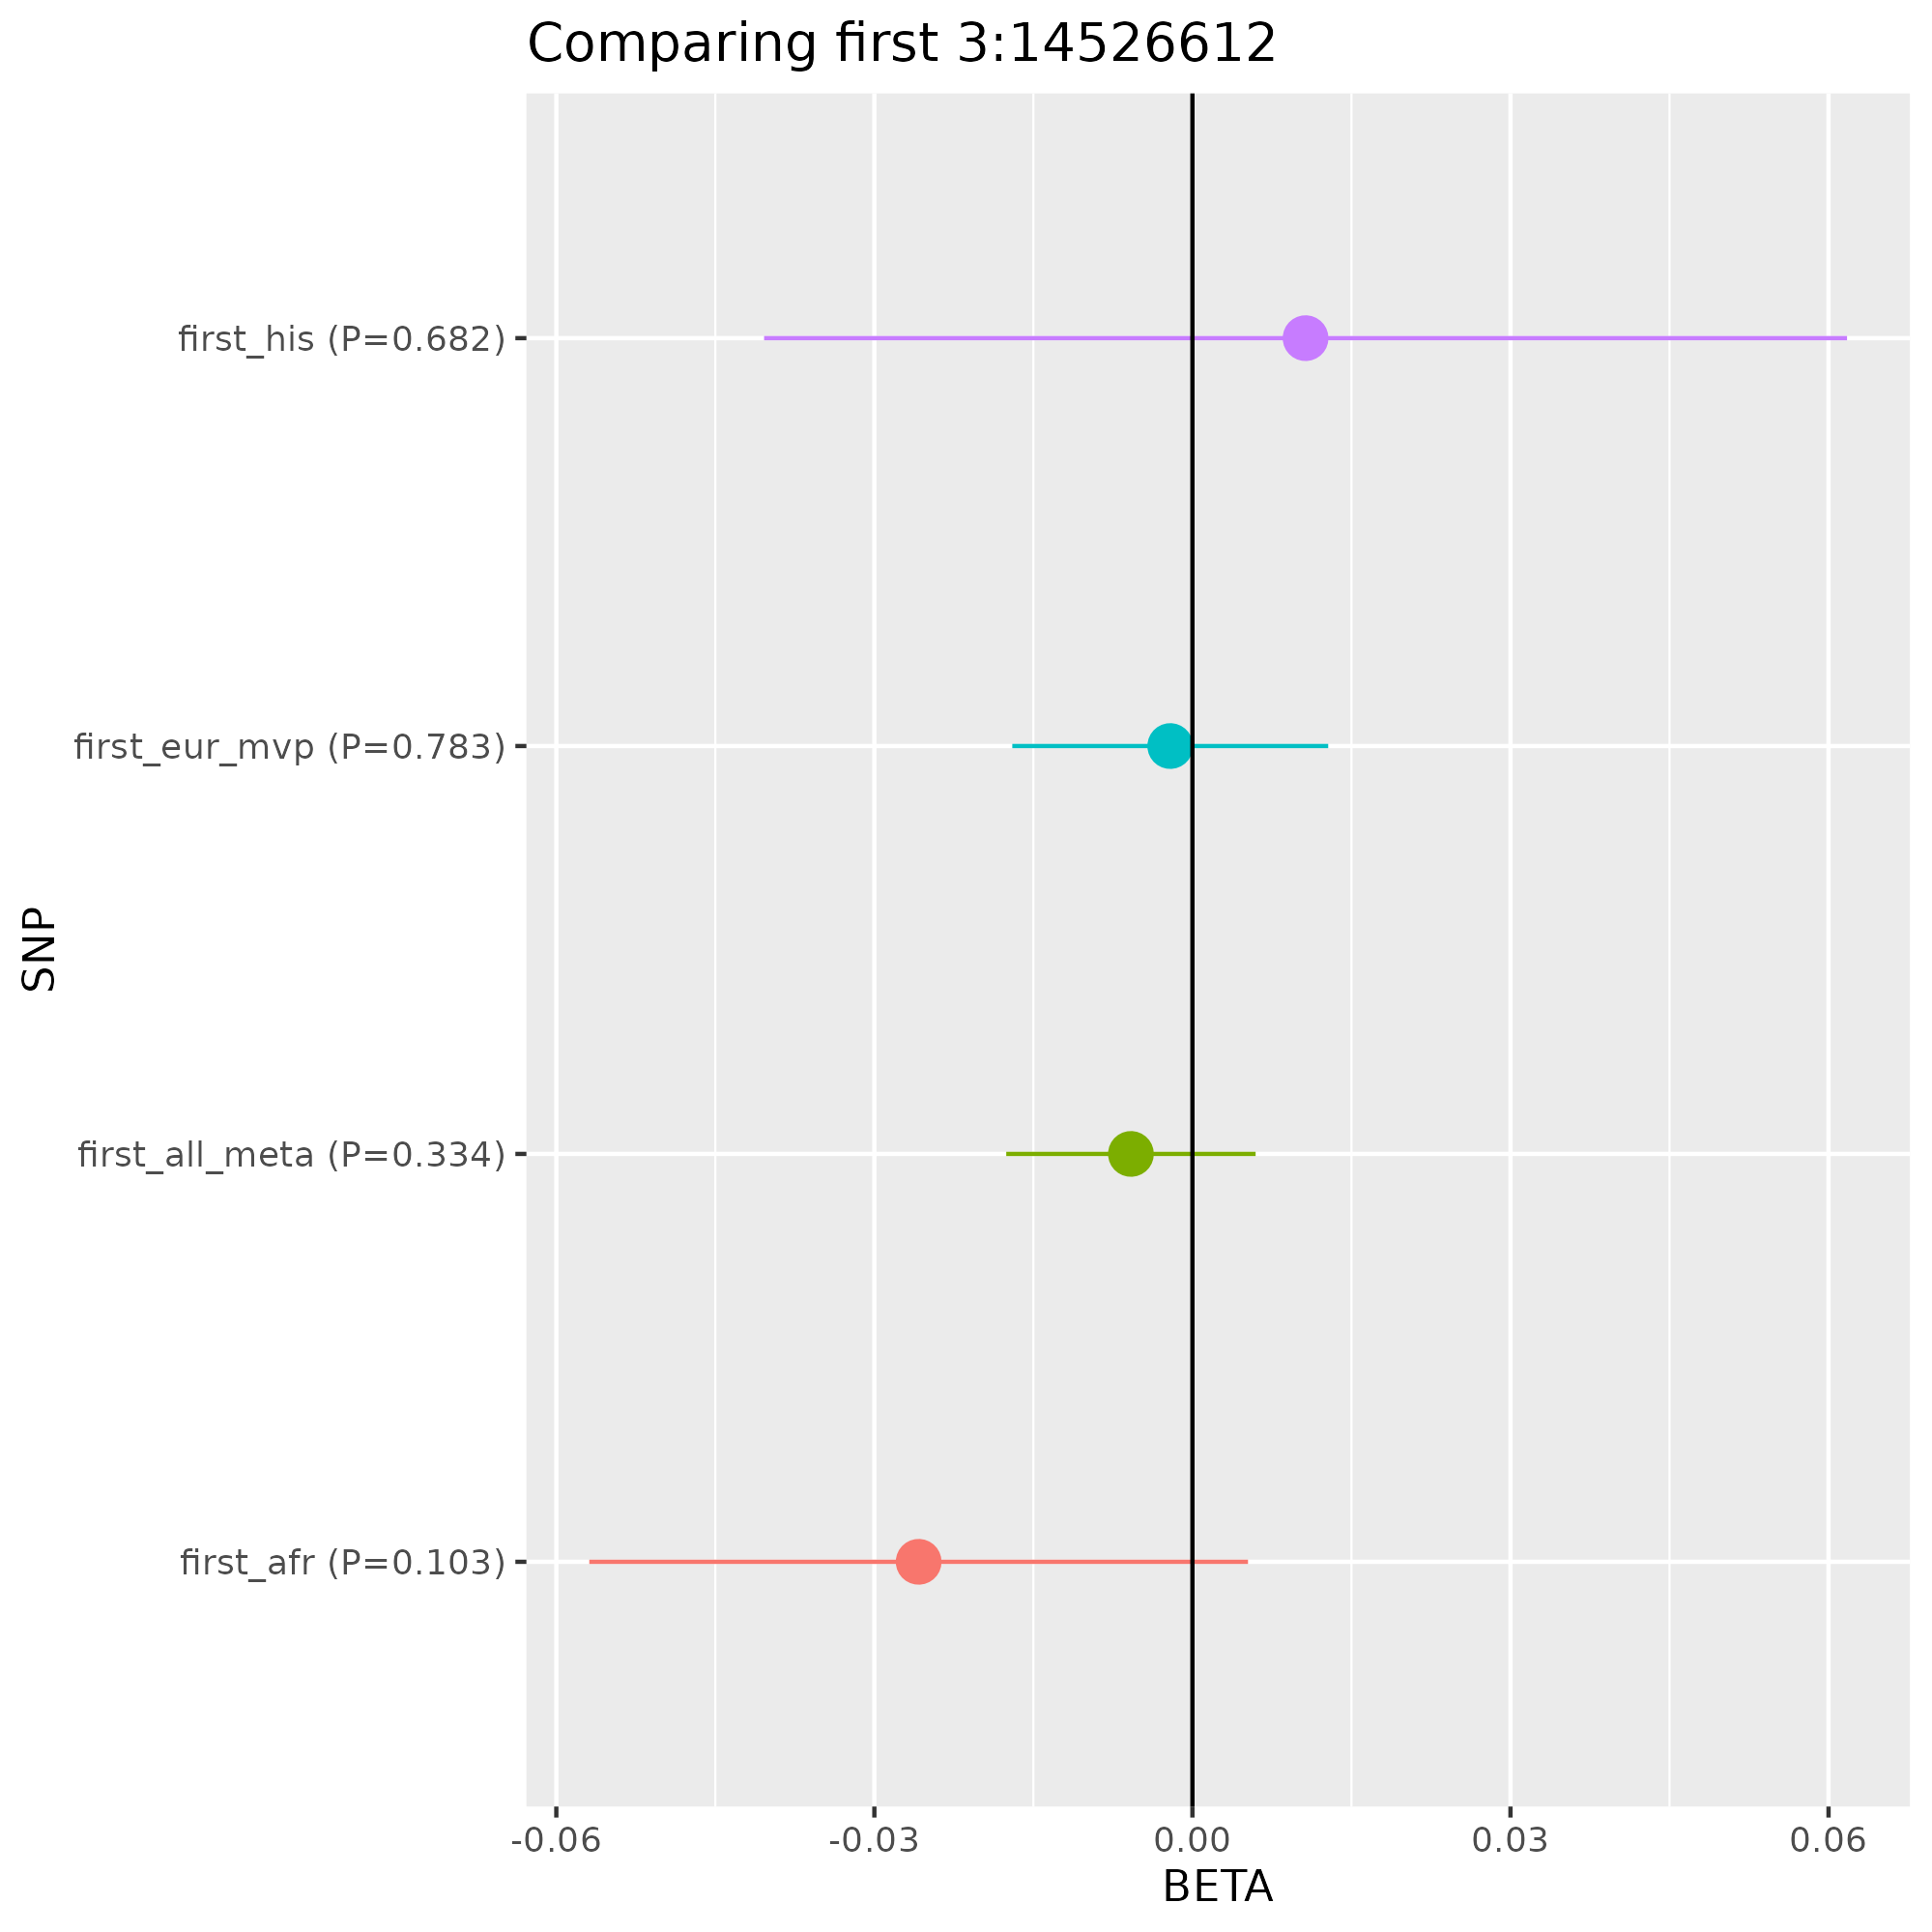 Comparing first 3:14526612
SNP
first_his (P=0.682)
first_eur_mvp (P=0.783)
first_all_meta (P=0.334)
first_afr (P=0.103)
-0.06 -0.03 0.00 0.03 0.06
BETA